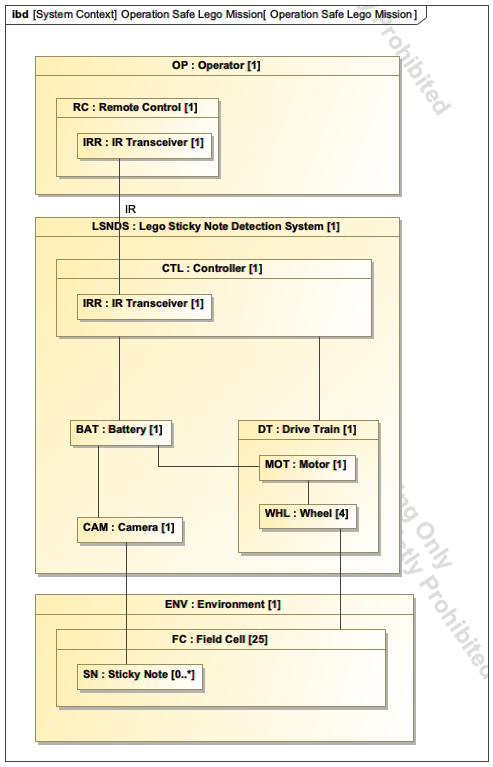 ibd [System Context] Operation Safe Lego Mission[ Operation Safe Lego Mission ]
Prohibited
OP : Operator [1]
RC : Remote Control [1]
IRR : IR Transceiver [1]
IR
LSNDS : Lego Sticky Note Detection System [1]
CTL : Controller [1]
IRR : IR Transceiver [1]
BAT : Battery [1]
DT : Drive Train [1]
MOT : Motor [1]
WHL : Wheel [4]
CAM : Camera [1]
Only
Prohibited
ENV : Environment [1]
FC : Field Cell [25]
SN : Sticky Note [0..*]